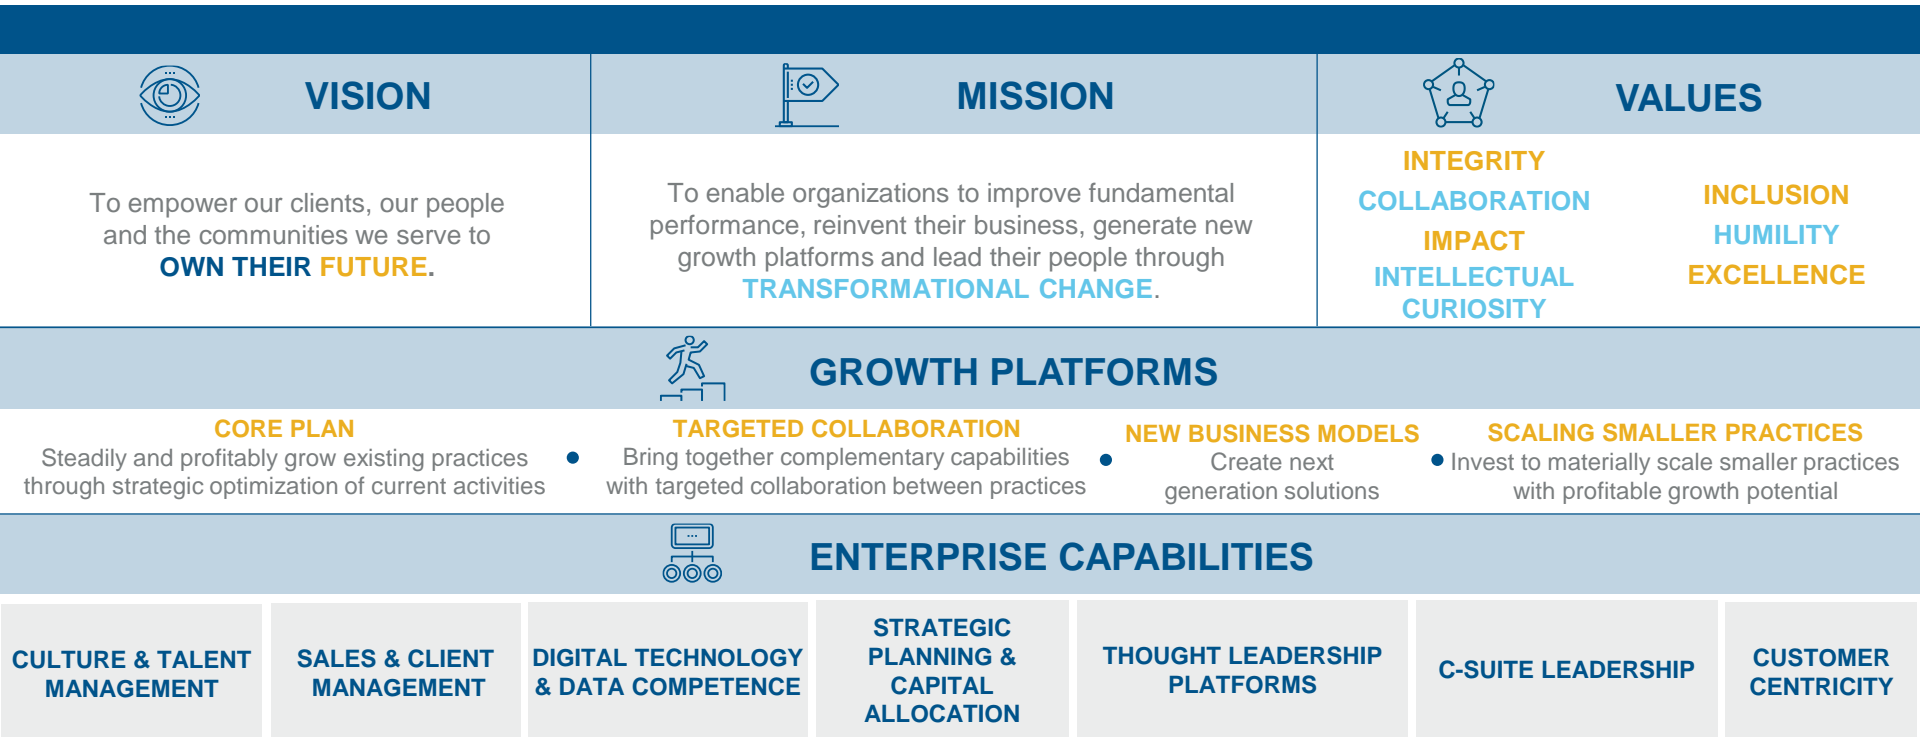 VISION
To empower our clients, our people
and the communities we serve to
OWN THEIR FUTURE.
MISSION
To enable organizations to improve fundamental
performance, reinvent their business, generate new
growth platforms and lead their people through
TRANSFORMATIONAL CHANGE.
VALUES
INTEGRITY
COLLABORATION
IMPACT
INTELLECTUAL
CURIOSITY
INCLUSION
HUMILITY
EXCELLENCE
GROWTH PLATFORMS
CORE PLAN
Steadily and profitably grow existing practices
through strategic optimization of current activities
TARGETED COLLABORATION
Bring together complementary capabilities
with targeted collaboration between practices
NEW BUSINESS MODELS
Create next
generation solutions
SCALING SMALLER PRACTICES
Invest to materially scale smaller practices
with profitable growth potential
ENTERPRISE CAPABILITIES
CULTURE & TALENT
MANAGEMENT
SALES & CLIENT
MANAGEMENT
DIGITAL TECHNOLOGY
& DATA COMPETENCE
STRATEGIC
PLANNING &
CAPITAL
ALLOCATION
THOUGHT LEADERSHIP
PLATFORMS
C-SUITE LEADERSHIP
CUSTOMER
CENTRICITY